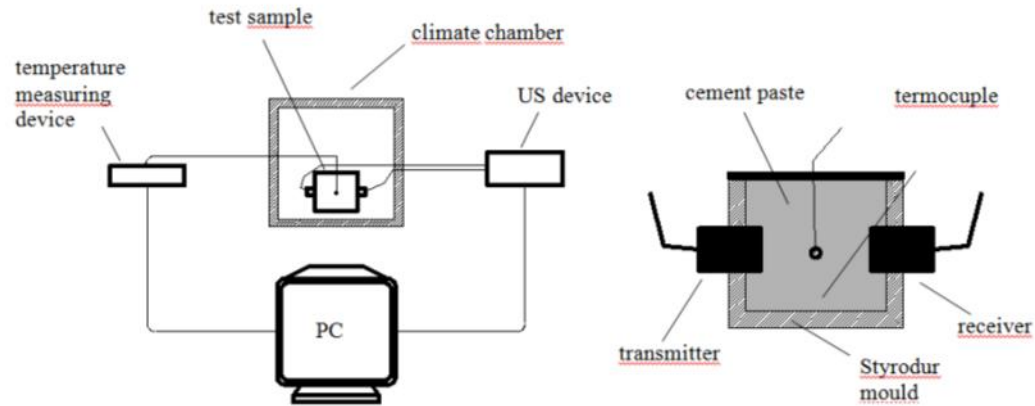 test sample
climate chamber
temperature
measuring
device
US device
PC
cement paste
termocuple
transmitter
receiver
Styrodur
mould